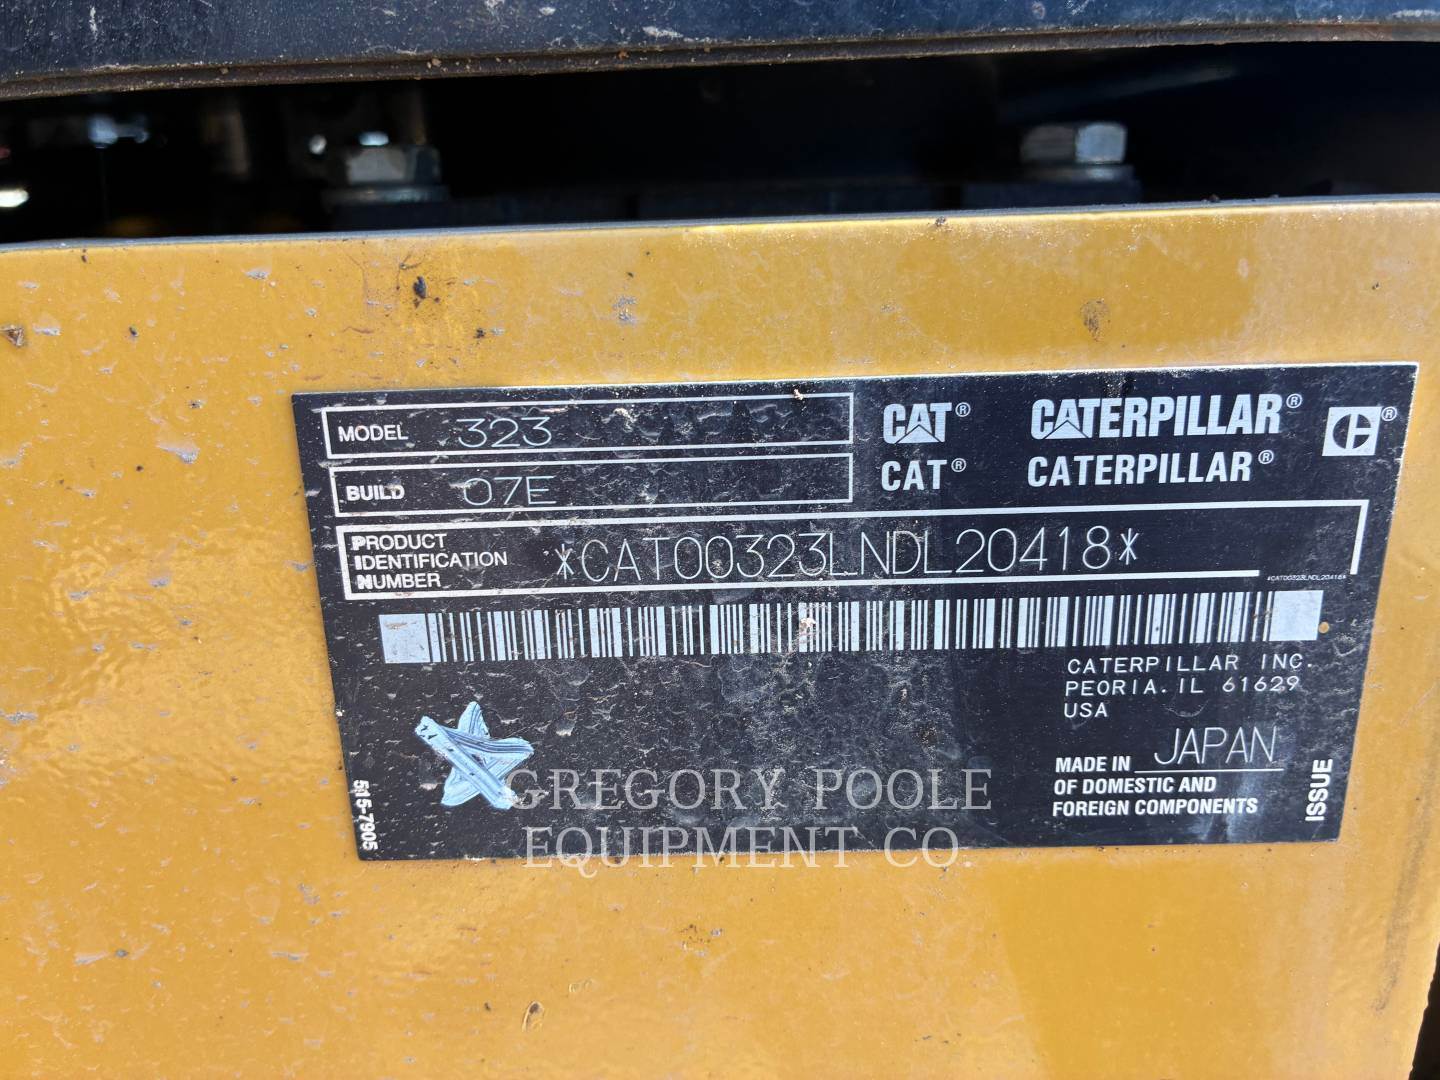 MODEL 323
CAT® CATERPILLAR® ®
BUILD 07E
CAT® CATERPILLAR®
PRODUCT
IDENTIFICATION
NUMBER
*CAT00323LNDL20418*
*CAT00323LNDL20418*
CATERPILLAR INC.
PEORIA, IL 61629
USA
MADE IN JAPAN
OF DOMESTIC AND
FOREIGN COMPONENTS
ISSUE
515-7905
GREGORY POOLE
EQUIPMENT CO.